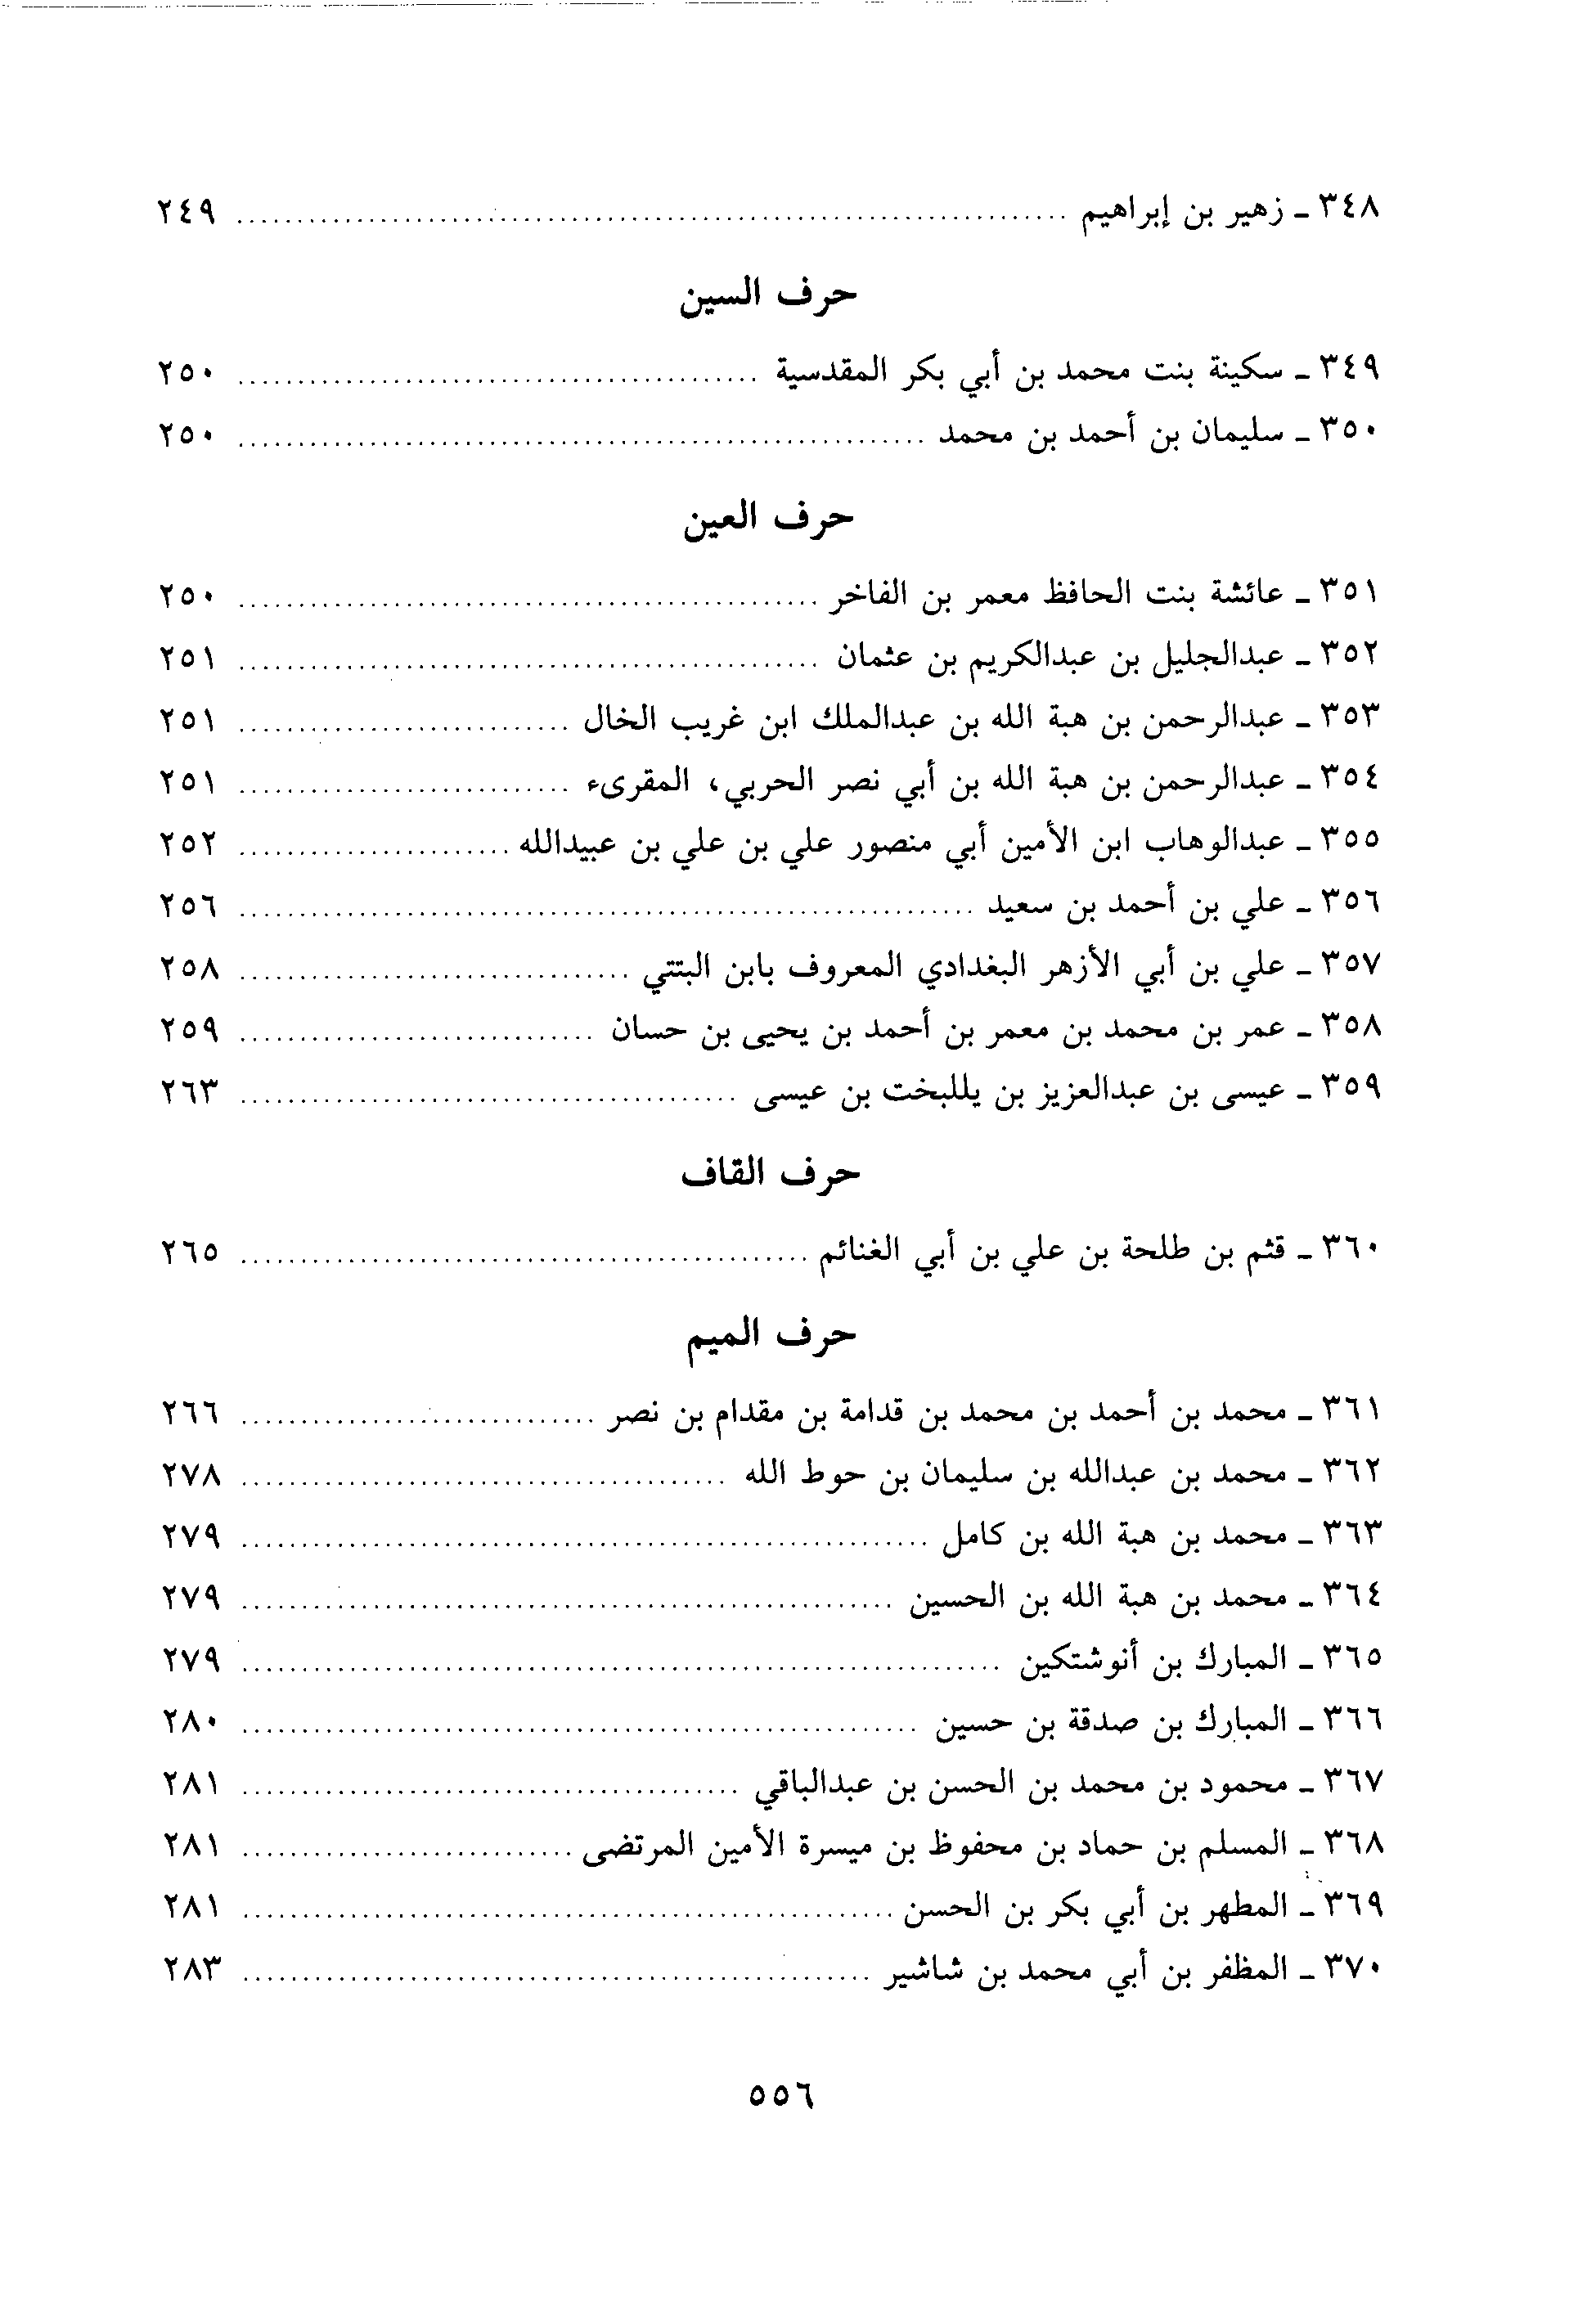 ٣٤٨ ـ زهير بن إبراهيم ........ ٢٤٩
حرف السين
٣٤٩ ـ سكينة بنت محمد بن أبي بكر المقدسية ........ ٢٥٠
٣٥٠ ـ سليمان بن أحمد بن محمد ........ ٢٥٠
حرف العين
٣٥١ ـ عائشة بنت الحافظ معمر بن الفاخر ........ ٢٥٠
٣٥٢ ـ عبدالجليل بن عبدالكريم بن عثمان ........ ٢٥١
٣٥٣ ـ عبدالرحمن بن هبة الله بن عبدالملك ابن غريب الخال ........ ٢٥١
٣٥٤ ـ عبدالرحمن بن هبة الله بن أبي نصر الحربي، المقرىء ........ ٢٥١
٣٥٥ ـ عبدالوهاب ابن الأمين أبي منصور علي بن علي بن عبيدالله ........ ٢٥٢
٣٥٦ ـ علي بن أحمد بن سعيد ........ ٢٥٦
٣٥٧ ـ علي بن أبي الأزهر البغدادي المعروف بابن البتتي ........ ٢٥٨
٣٥٨ ـ عمر بن محمد بن معمر بن أحمد بن يحيى بن حسان ........ ٢٥٩
٣٥٩ ـ عيسى بن عبدالعزيز بن يللبخت بن عيسى ........ ٢٦٣
حرف القاف
٣٦٠ ـ قثم بن طلحة بن علي بن أبي الغنائم ........ ٢٦٥
حرف الميم
٣٦١ ـ محمد بن أحمد بن محمد بن قدامة بن مقدام بن نصر ........ ٢٦٦
٣٦٢ ـ محمد بن عبدالله بن سليمان بن حوط الله ........ ٢٧٨
٣٦٣ ـ محمد بن هبة الله بن كامل ........ ٢٧٩
٣٦٤ ـ محمد بن هبة الله بن الحسين ........ ٢٧٩
٣٦٥ ـ المبارك بن أنوشتكين ........ ٢٧٩
٣٦٦ ـ المبارك بن صدقة بن حسين ........ ٢٨٠
٣٦٧ ـ محمود بن محمد بن الحسن بن عبدالباقي ........ ٢٨١
٣٦٨ ـ المسلم بن حماد بن محفوظ بن ميسرة الأمين المرتضى ........ ٢٨١
٣٦٩ ـ المطهر بن أبي بكر بن الحسن ........ ٢٨١
٣٧٠ ـ المظفر بن أبي محمد بن شاشير ........ ٢٨٣
٥٥٦